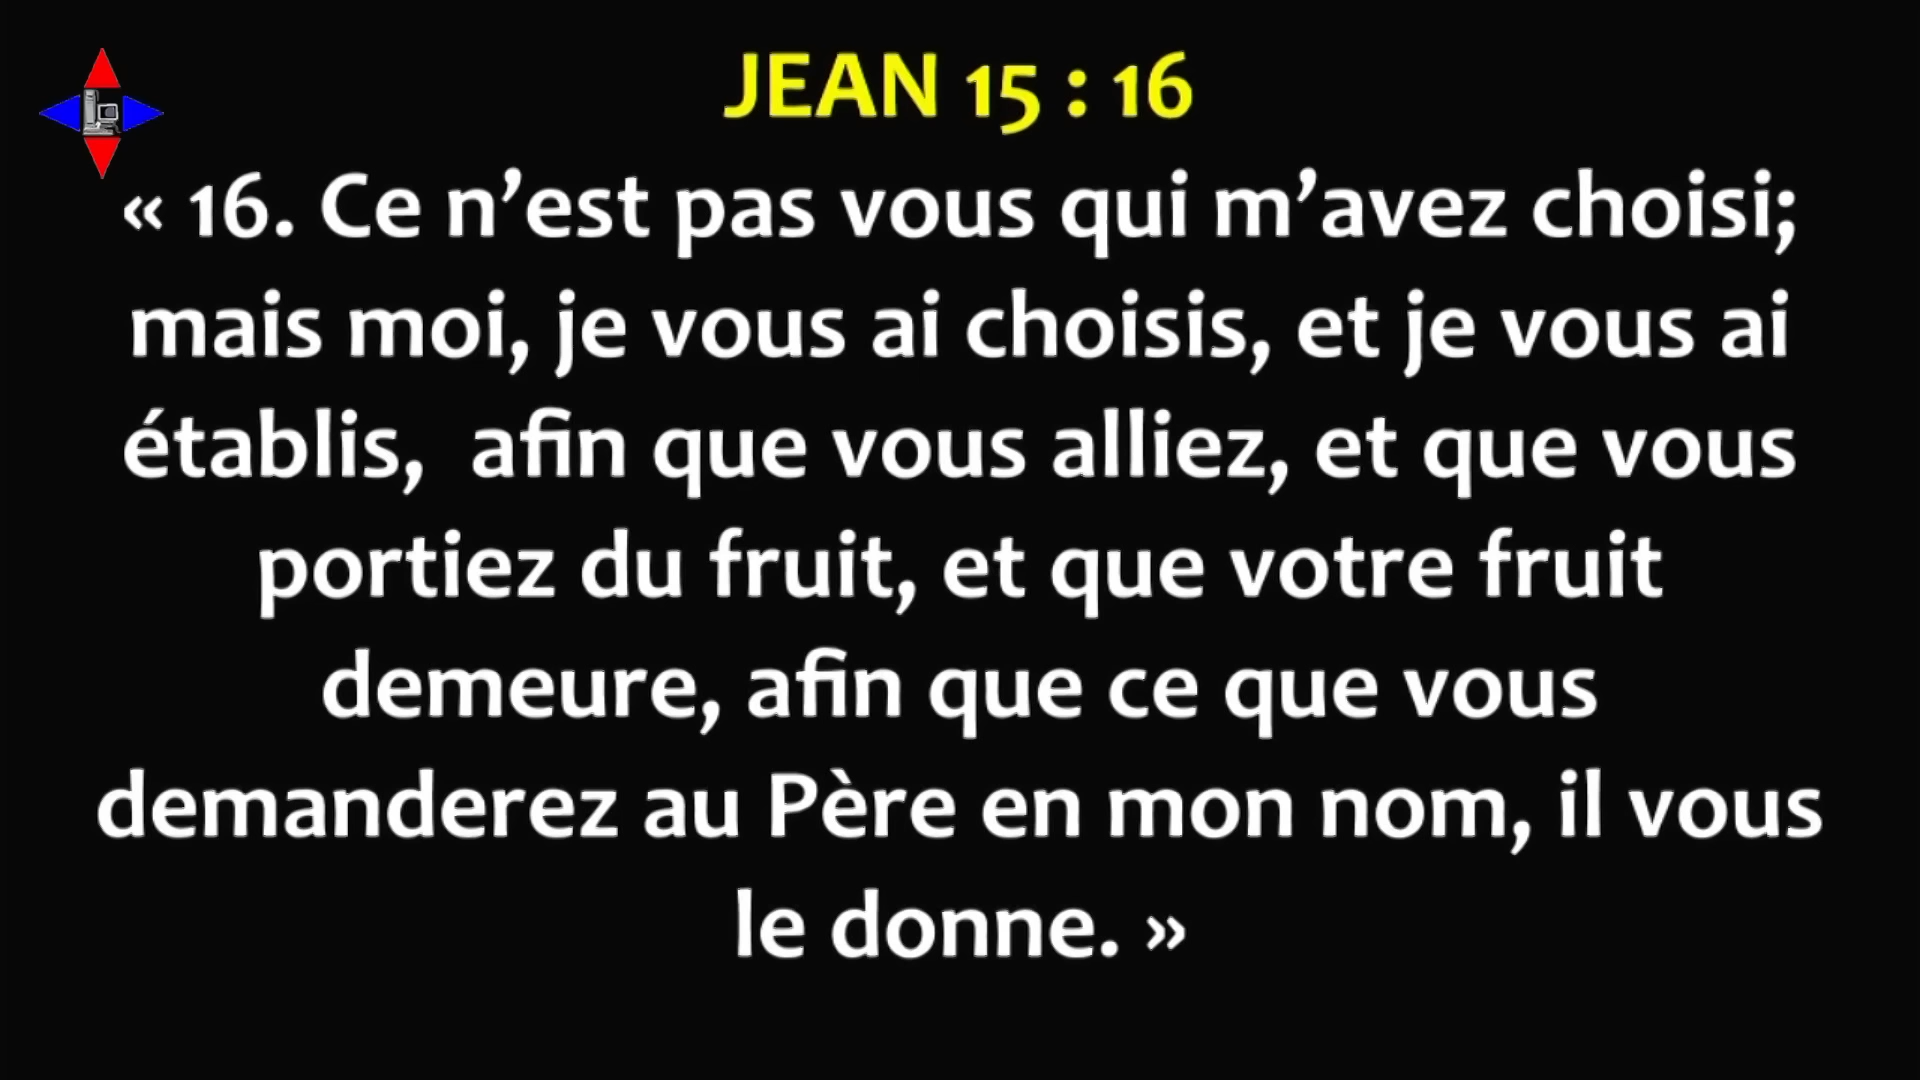 JEAN 15 : 16
« 16. Ce n’est pas vous qui m’avez choisi;
mais moi, je vous ai choisis, et je vous ai
établis,  afin que vous alliez, et que vous
portiez du fruit, et que votre fruit
demeure, afin que ce que vous
demanderez au Père en mon nom, il vous
le donne. »